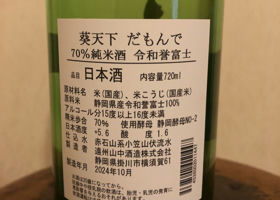 葵天下 だもんで
70%純米酒 令和誉富士
品目 日本酒 内容量720ml
原材料名 米(国産)、米こうじ(国産米)
原料米 静岡県産令和誉富士100%
アルコール分15度以上16度未満
精米歩合 70% 使用酵母 静岡酵母NO-2
日本酒度 +5.6 酸度 1.6
仕込水 赤石山系小笠山伏流水
製造者 遠州山中酒造株式会社
静岡県掛川市横須賀61
製造年月 2024年10月